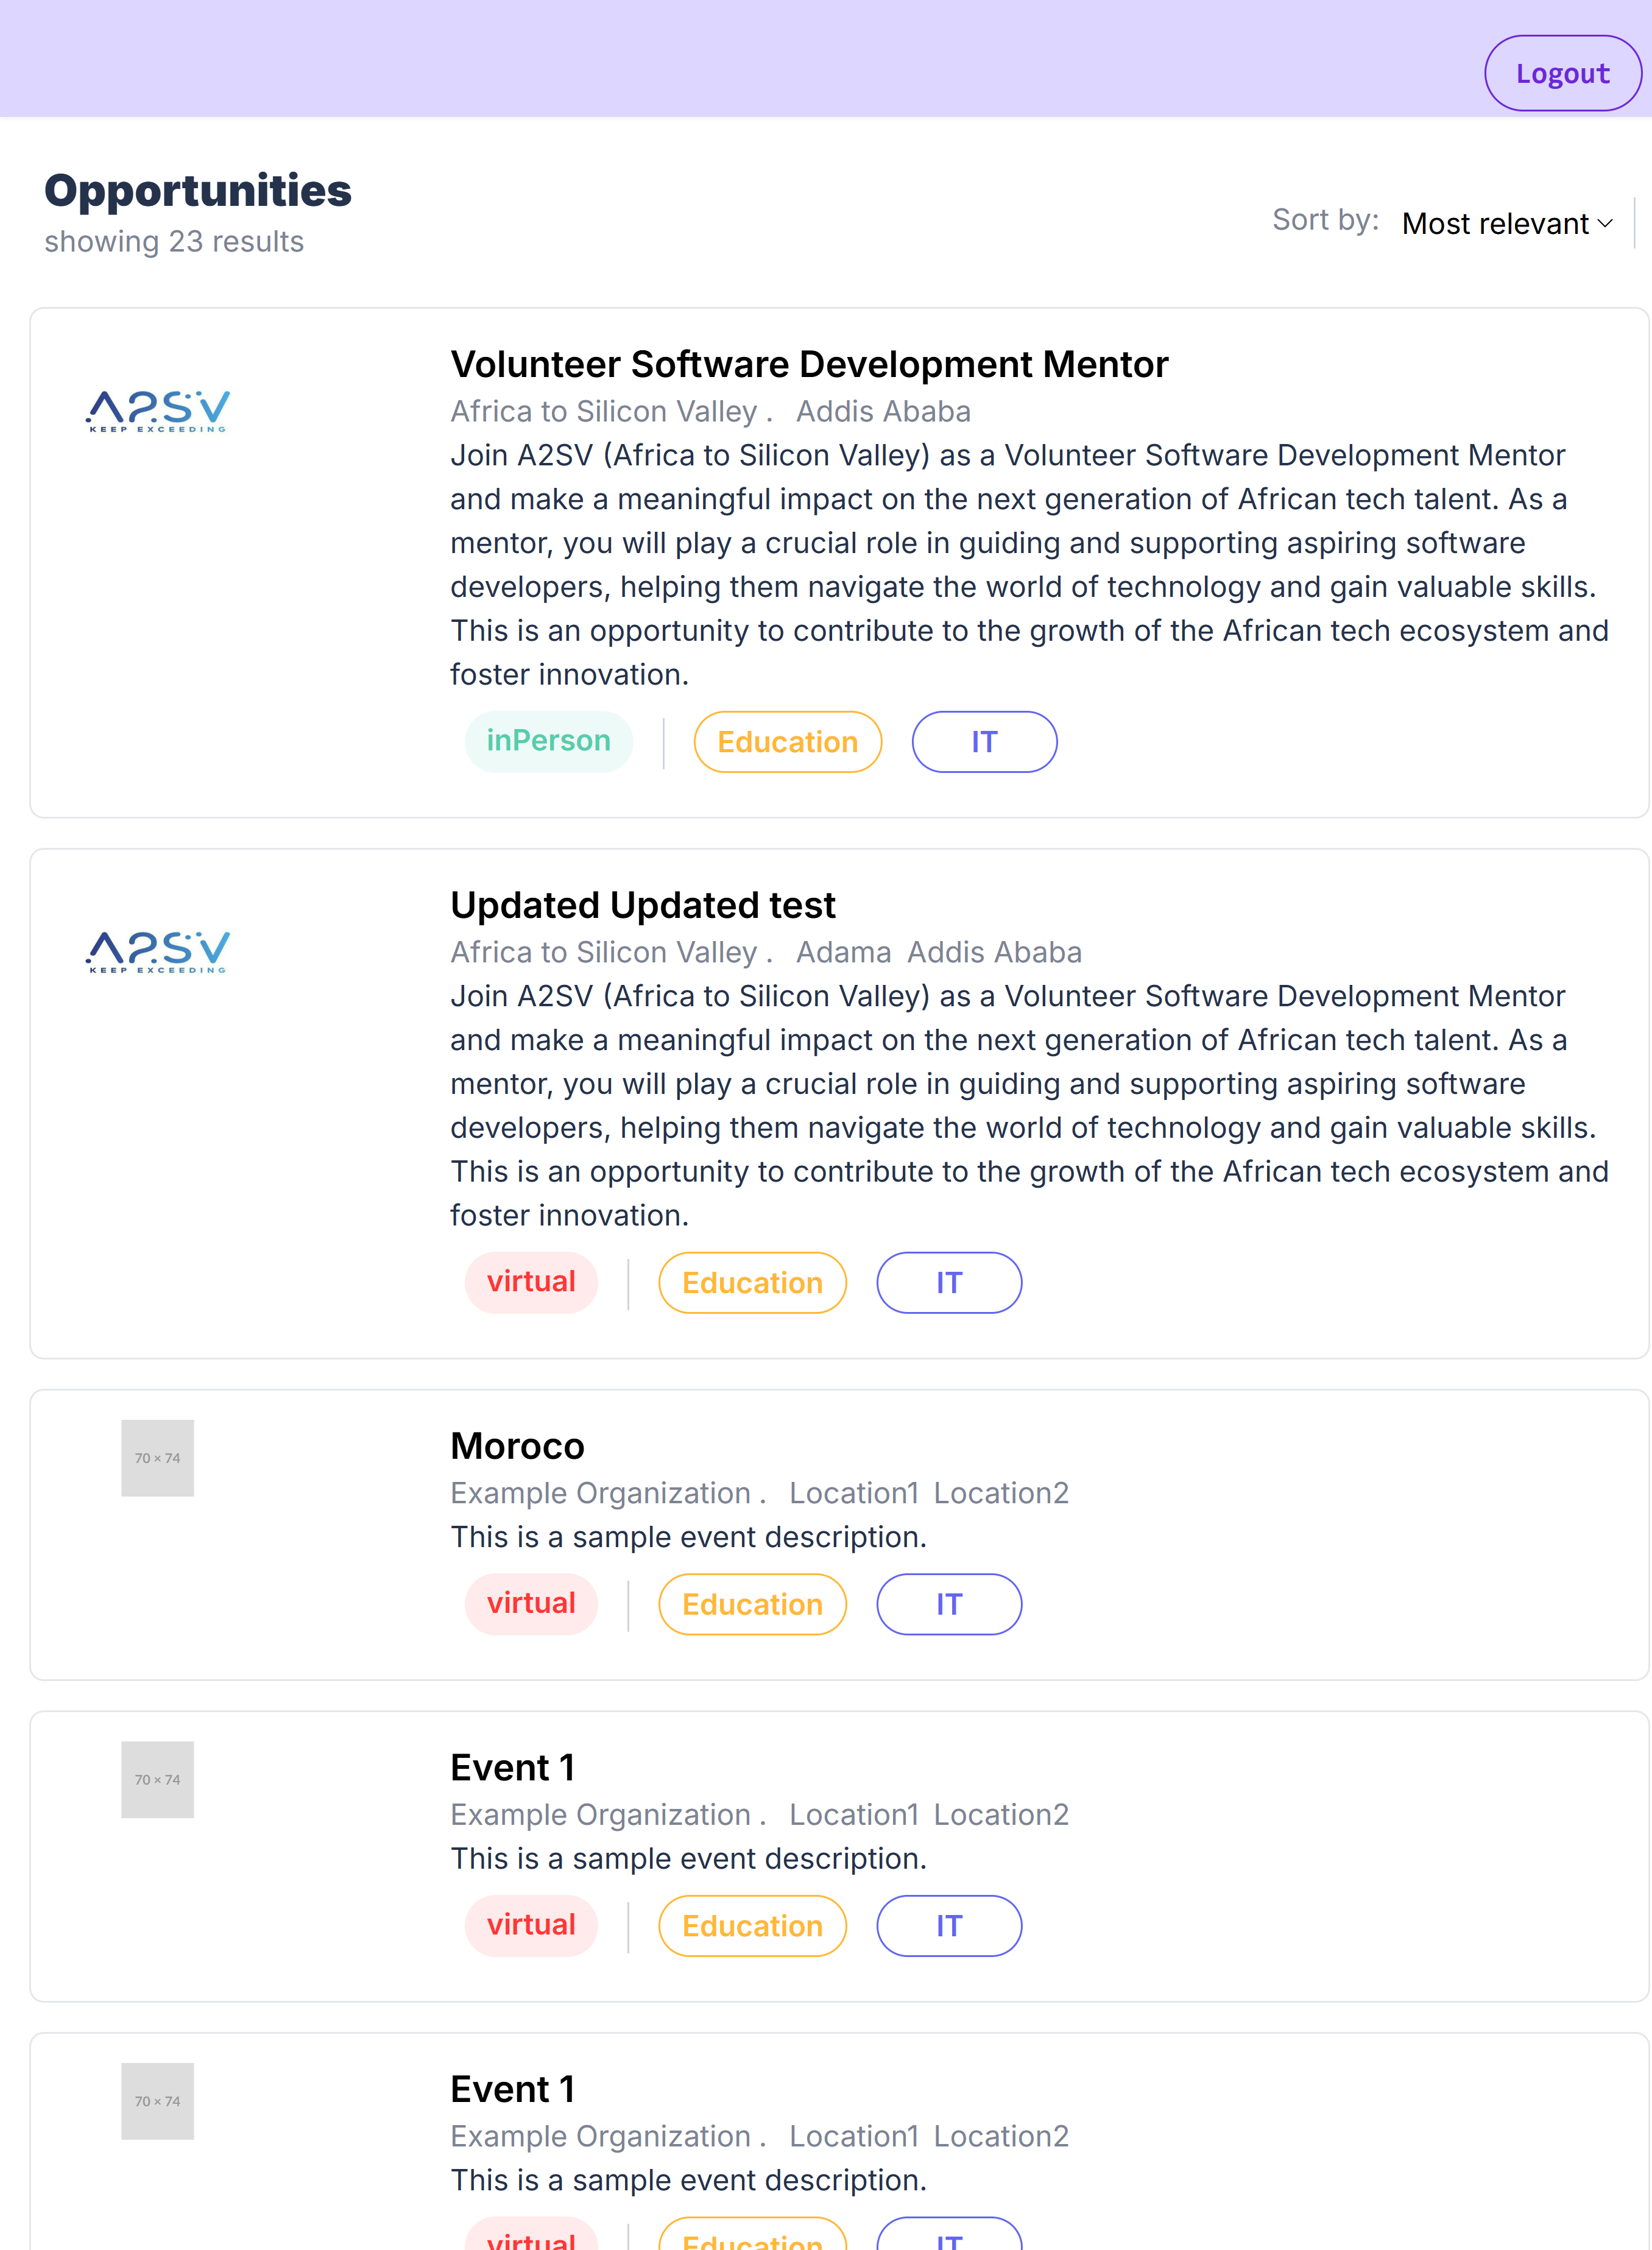 Logout
Opportunities
showing 23 results
Sort by: Most relevant
A2SV
KEEP EXCEEDING
Volunteer Software Development Mentor
Africa to Silicon Valley . Addis Ababa
Join A2SV (Africa to Silicon Valley) as a Volunteer Software Development Mentor
and make a meaningful impact on the next generation of African tech talent. As a
mentor, you will play a crucial role in guiding and supporting aspiring software
developers, helping them navigate the world of technology and gain valuable skills.
This is an opportunity to contribute to the growth of the African tech ecosystem and
foster innovation.
inPerson Education IT
A2SV
KEEP EXCEEDING
Updated Updated test
Africa to Silicon Valley . Adama Addis Ababa
Join A2SV (Africa to Silicon Valley) as a Volunteer Software Development Mentor
and make a meaningful impact on the next generation of African tech talent. As a
mentor, you will play a crucial role in guiding and supporting aspiring software
developers, helping them navigate the world of technology and gain valuable skills.
This is an opportunity to contribute to the growth of the African tech ecosystem and
foster innovation.
virtual Education IT
70 × 74
Moroco
Example Organization . Location1 Location2
This is a sample event description.
virtual Education IT
70 × 74
Event 1
Example Organization . Location1 Location2
This is a sample event description.
virtual Education IT
70 × 74
Event 1
Example Organization . Location1 Location2
This is a sample event description.
virtual Education IT